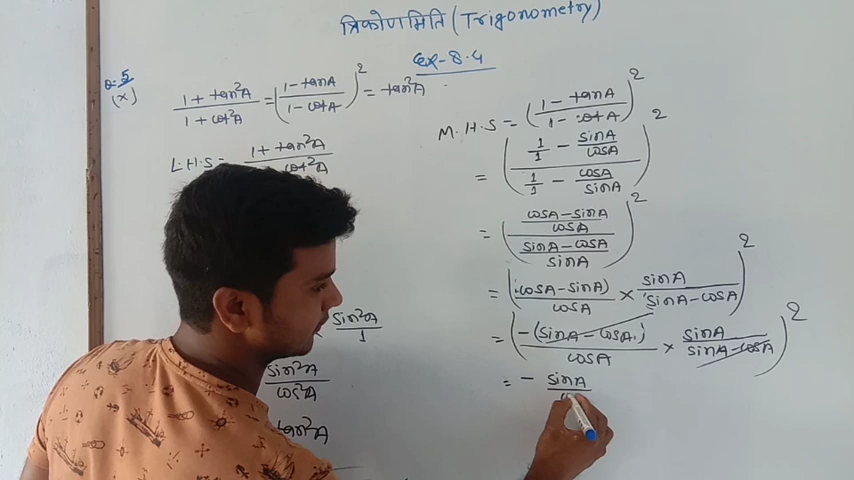 त्रिकोणमिति (Trigonometry)
Ex-8.4
Q-5
(x)
(1 + tan²A)/(1 + cot²A) = ((1 - tanA)/(1 - cotA))² = tan²A
L.H.S = (1 + tan²A)/(1 + cot²A)
sin²A/1
sin²A/cos²A
tan²A
M.H.S = ((1 - tanA)/(1 - cotA))²
= ((1/1 - sinA/cosA)/(1/1 - cosA/sinA))²
= (((cosA - sinA)/cosA)/((sinA - cosA)/sinA))²
= ((cosA - sinA)/cosA × sinA/(sinA - cosA))²
= (-(sinA - cosA)/cosA × sinA/(sinA - cosA))²
= - sinA